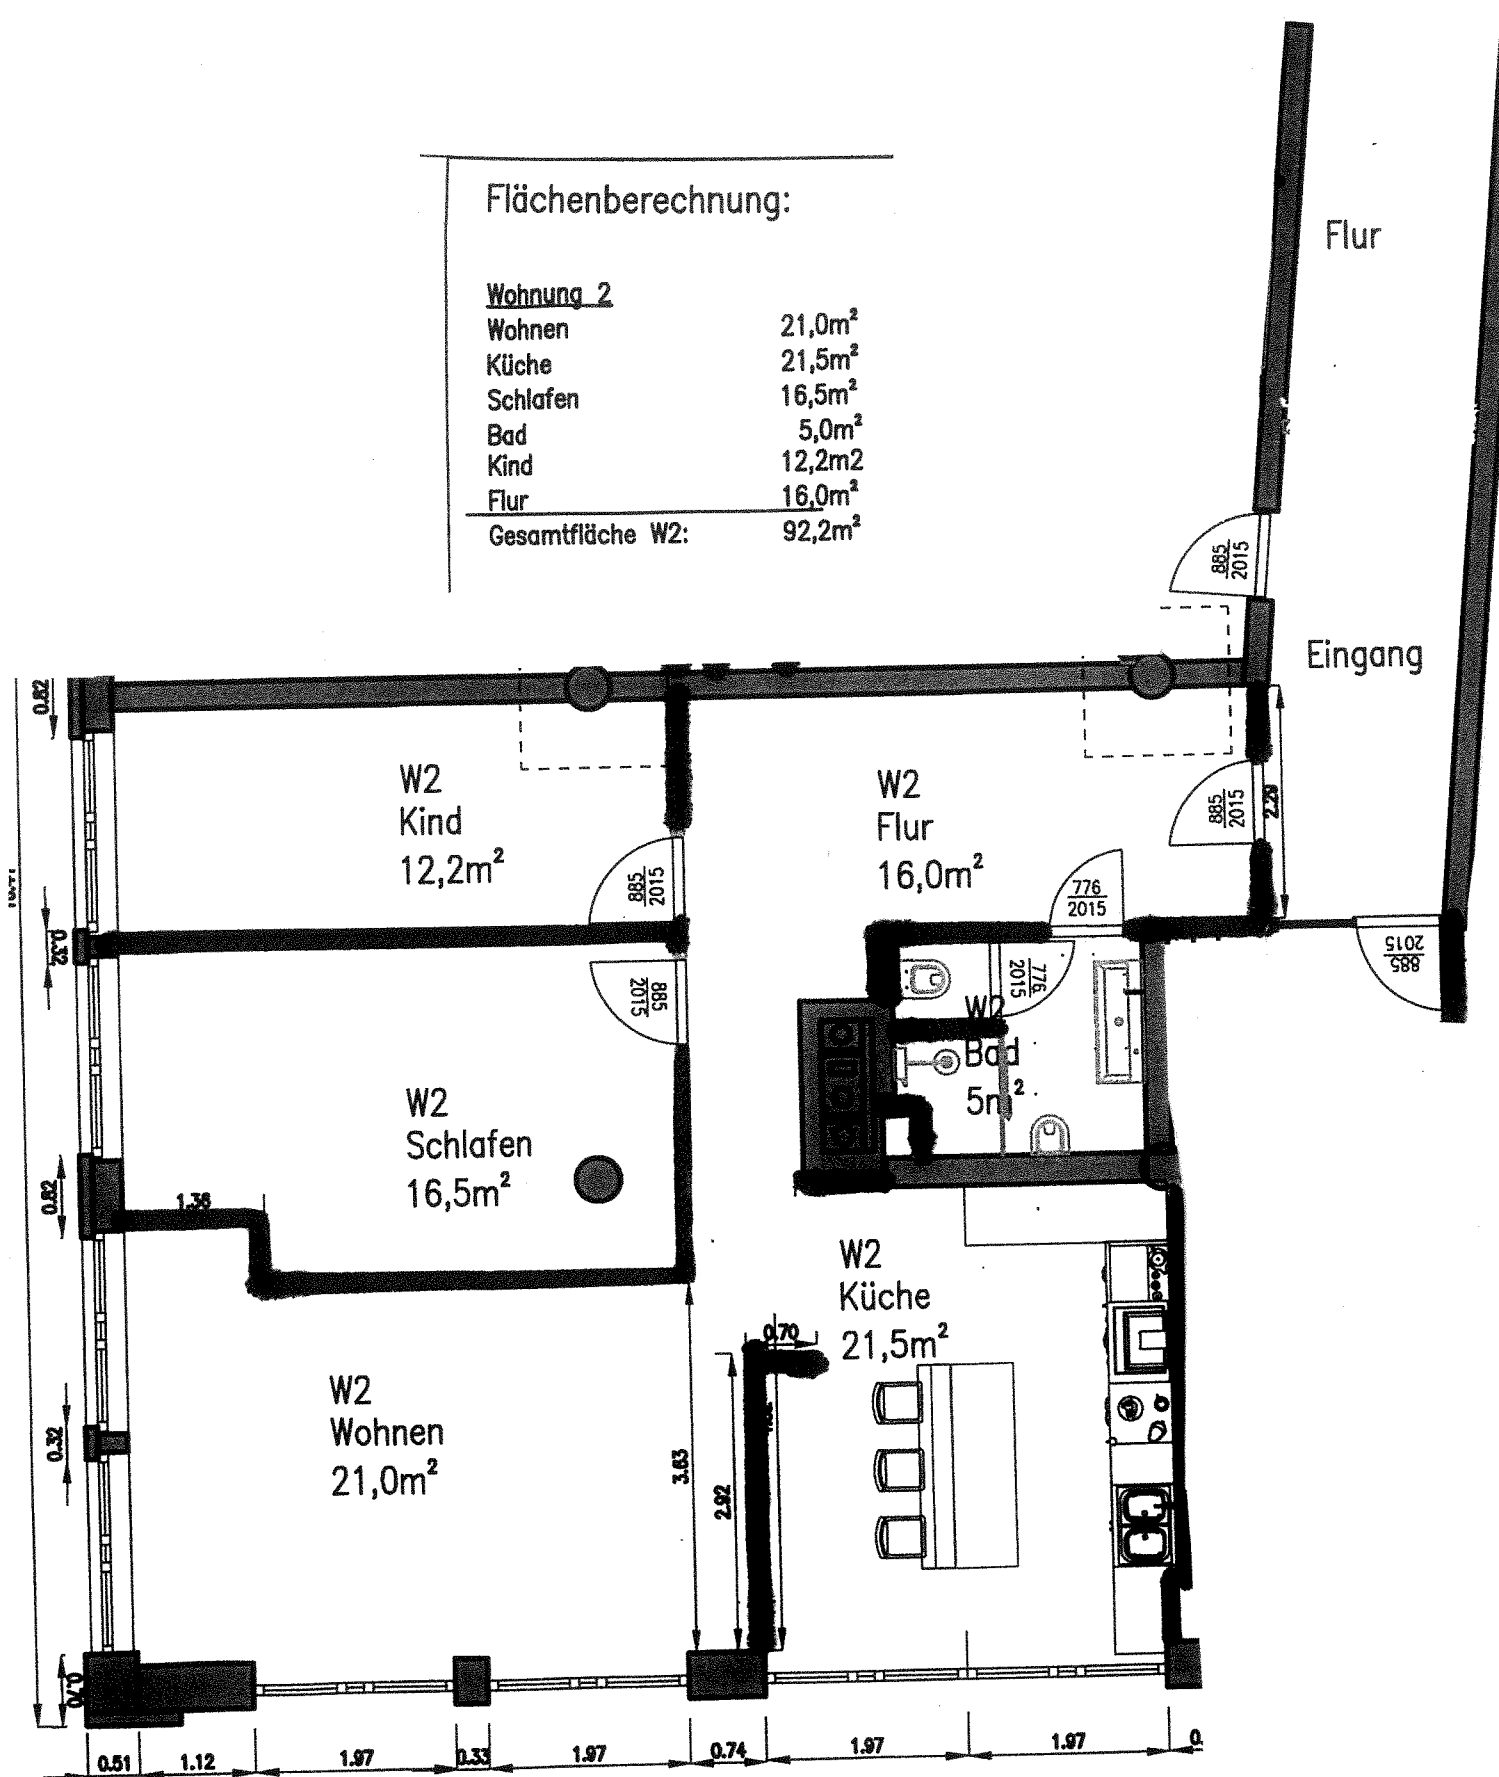 Flächenberechnung:
Wohnung 2
Wohnen 21,0m²
Küche 21,5m²
Schlafen 16,5m²
Bad 5,0m²
Kind 12,2m2
Flur 16,0m²
Gesamtfläche W2: 92,2m²
Flur
885
2015
Eingang
0.82
W2
Kind
12,2m²
885
2015
W2
Flur
16,0m²
885
2015
2.29
776
2015
885
2015
0.32
W2
Schlafen
16,5m²
885
2015
776
2015
W2
Bad
5m²
0.82
1.36
W2
Küche
21,5m²
0.70
W2
Wohnen
21,0m²
0.32
3.63
2.92
0.70
0.51
1.12
1.97
0.33
1.97
0.74
1.97
1.97
0.